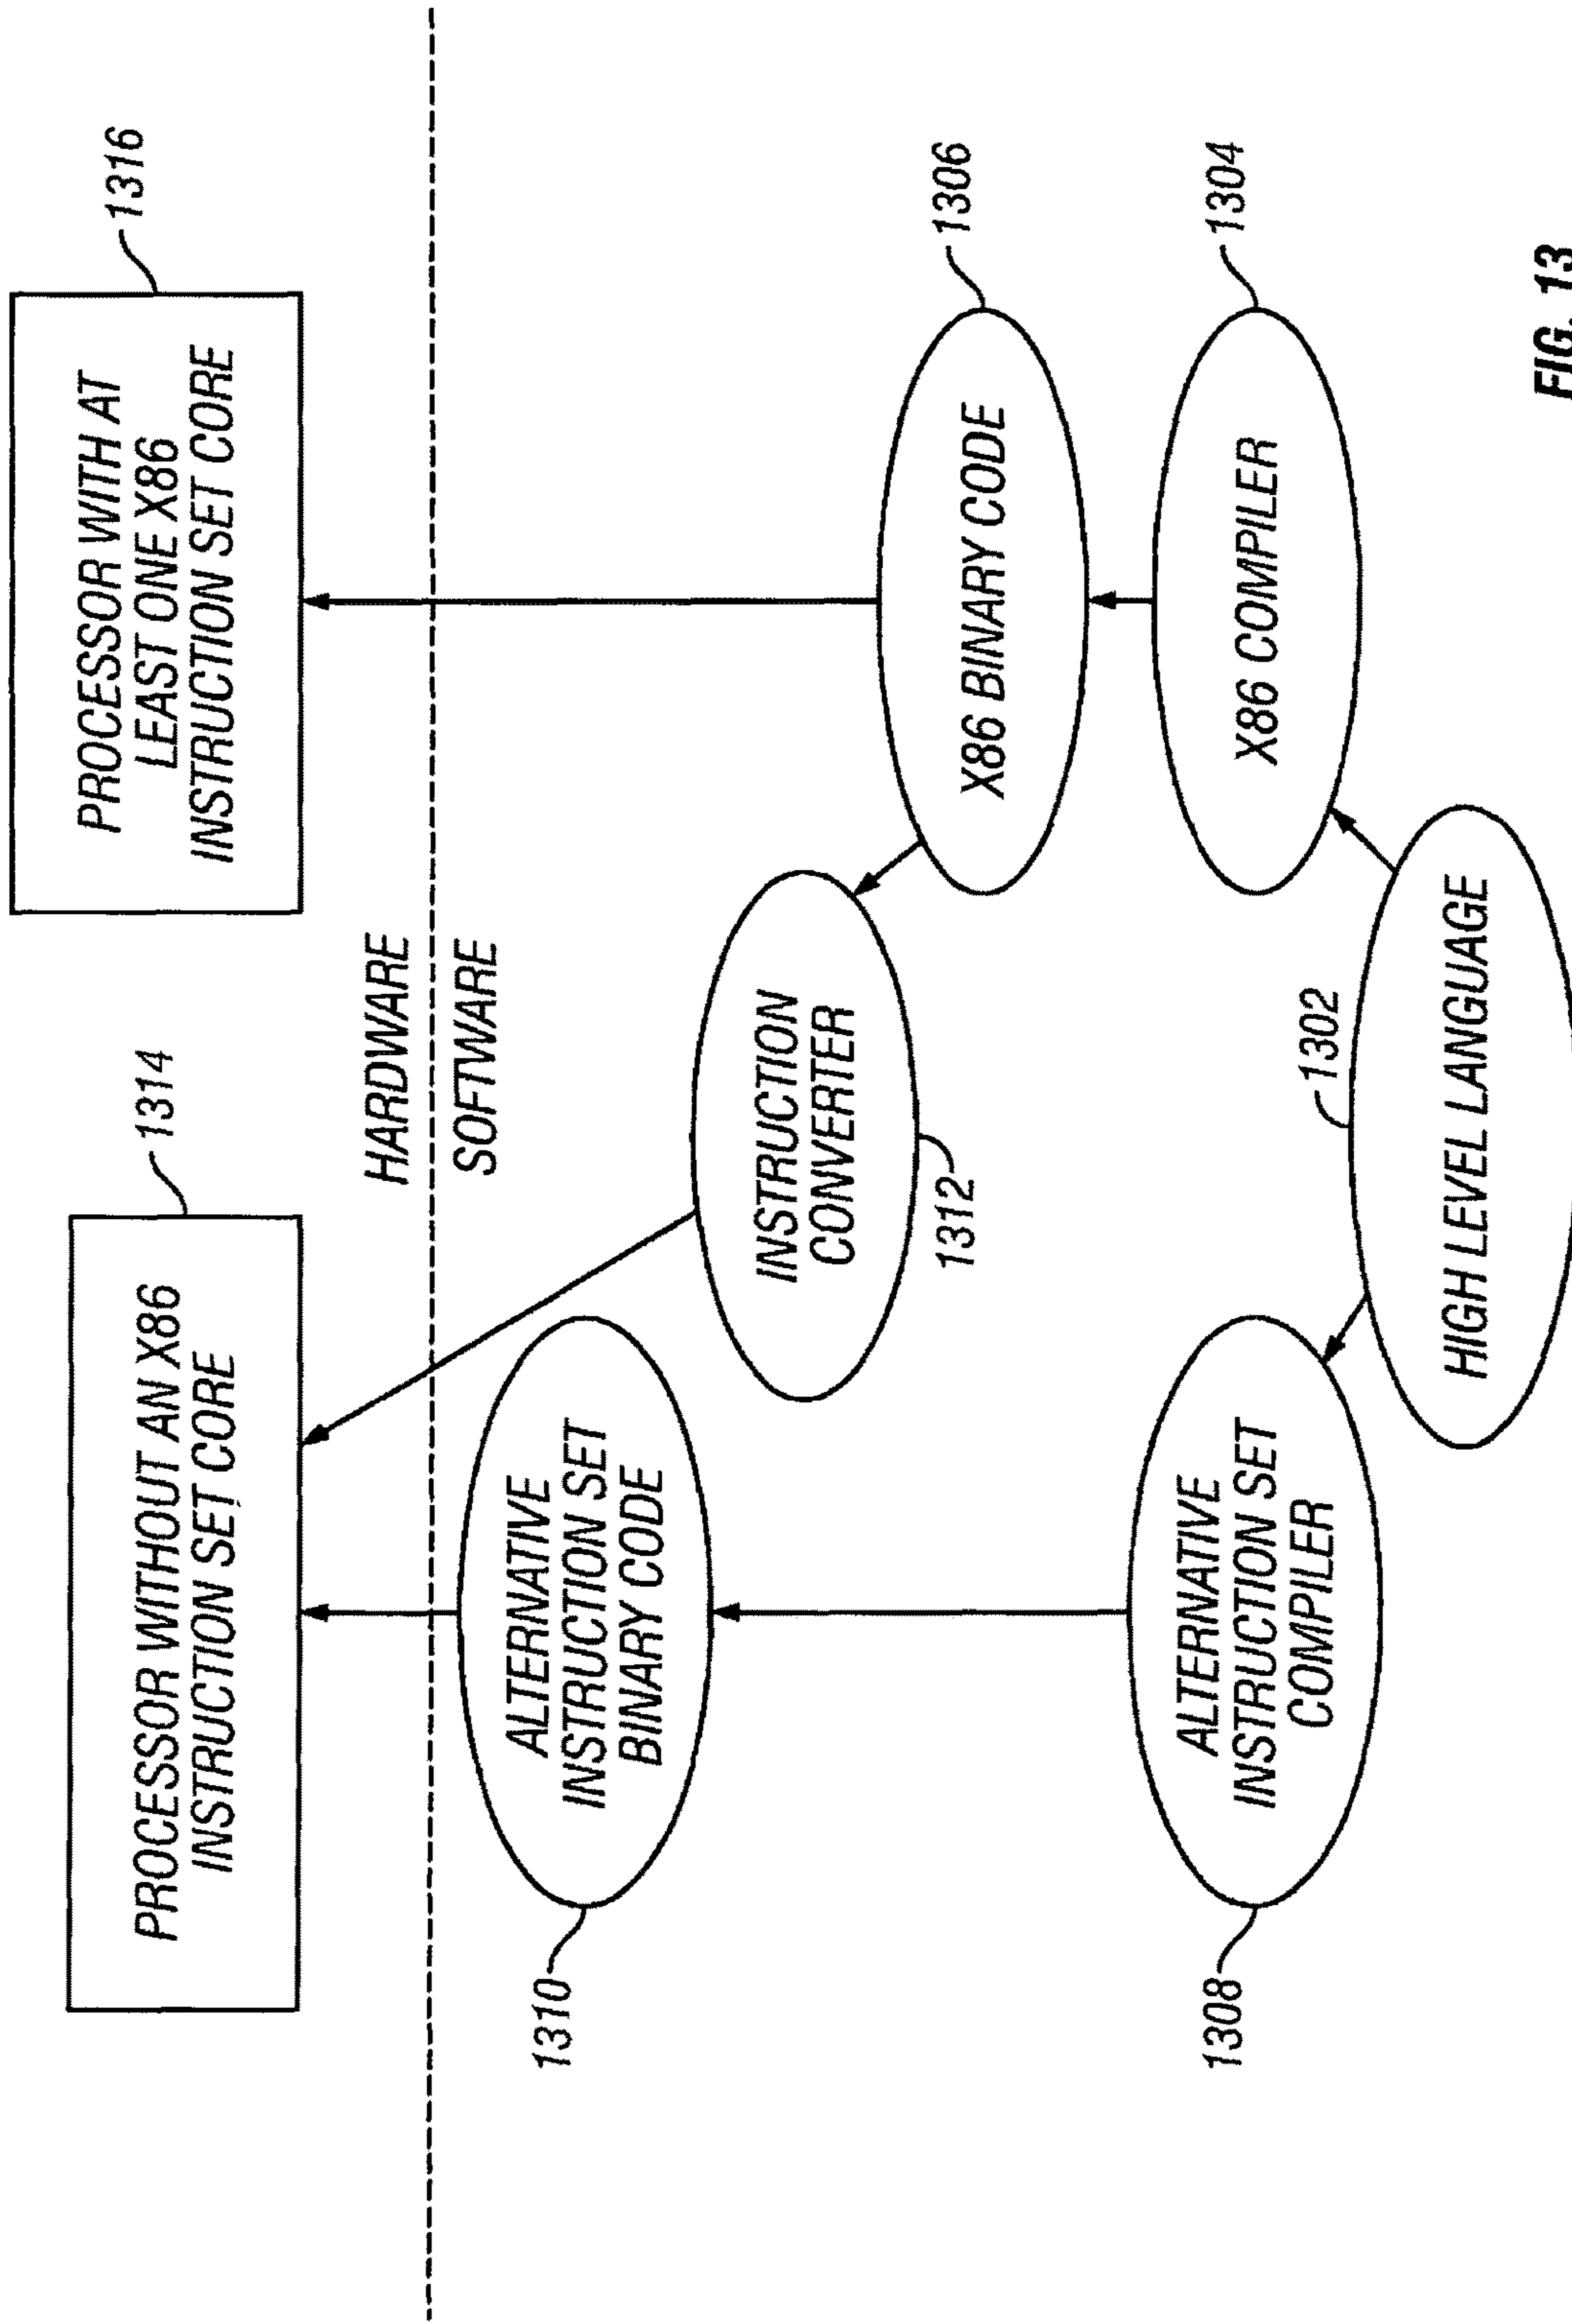 PROCESSOR WITH AT
LEAST ONE X86
INSTRUCTION SET CORE
1316
PROCESSOR WITHOUT AN X86
INSTRUCTION SET CORE
1314
HARDWARE
SOFTWARE
ALTERNATIVE
INSTRUCTION SET
BINARY CODE
1310
INSTRUCTION
CONVERTER
1312
X86 BINARY CODE
1306
ALTERNATIVE
INSTRUCTION SET
COMPILER
1308
X86 COMPILER
1304
1302
HIGH LEVEL LANGUAGE
FIG. 13